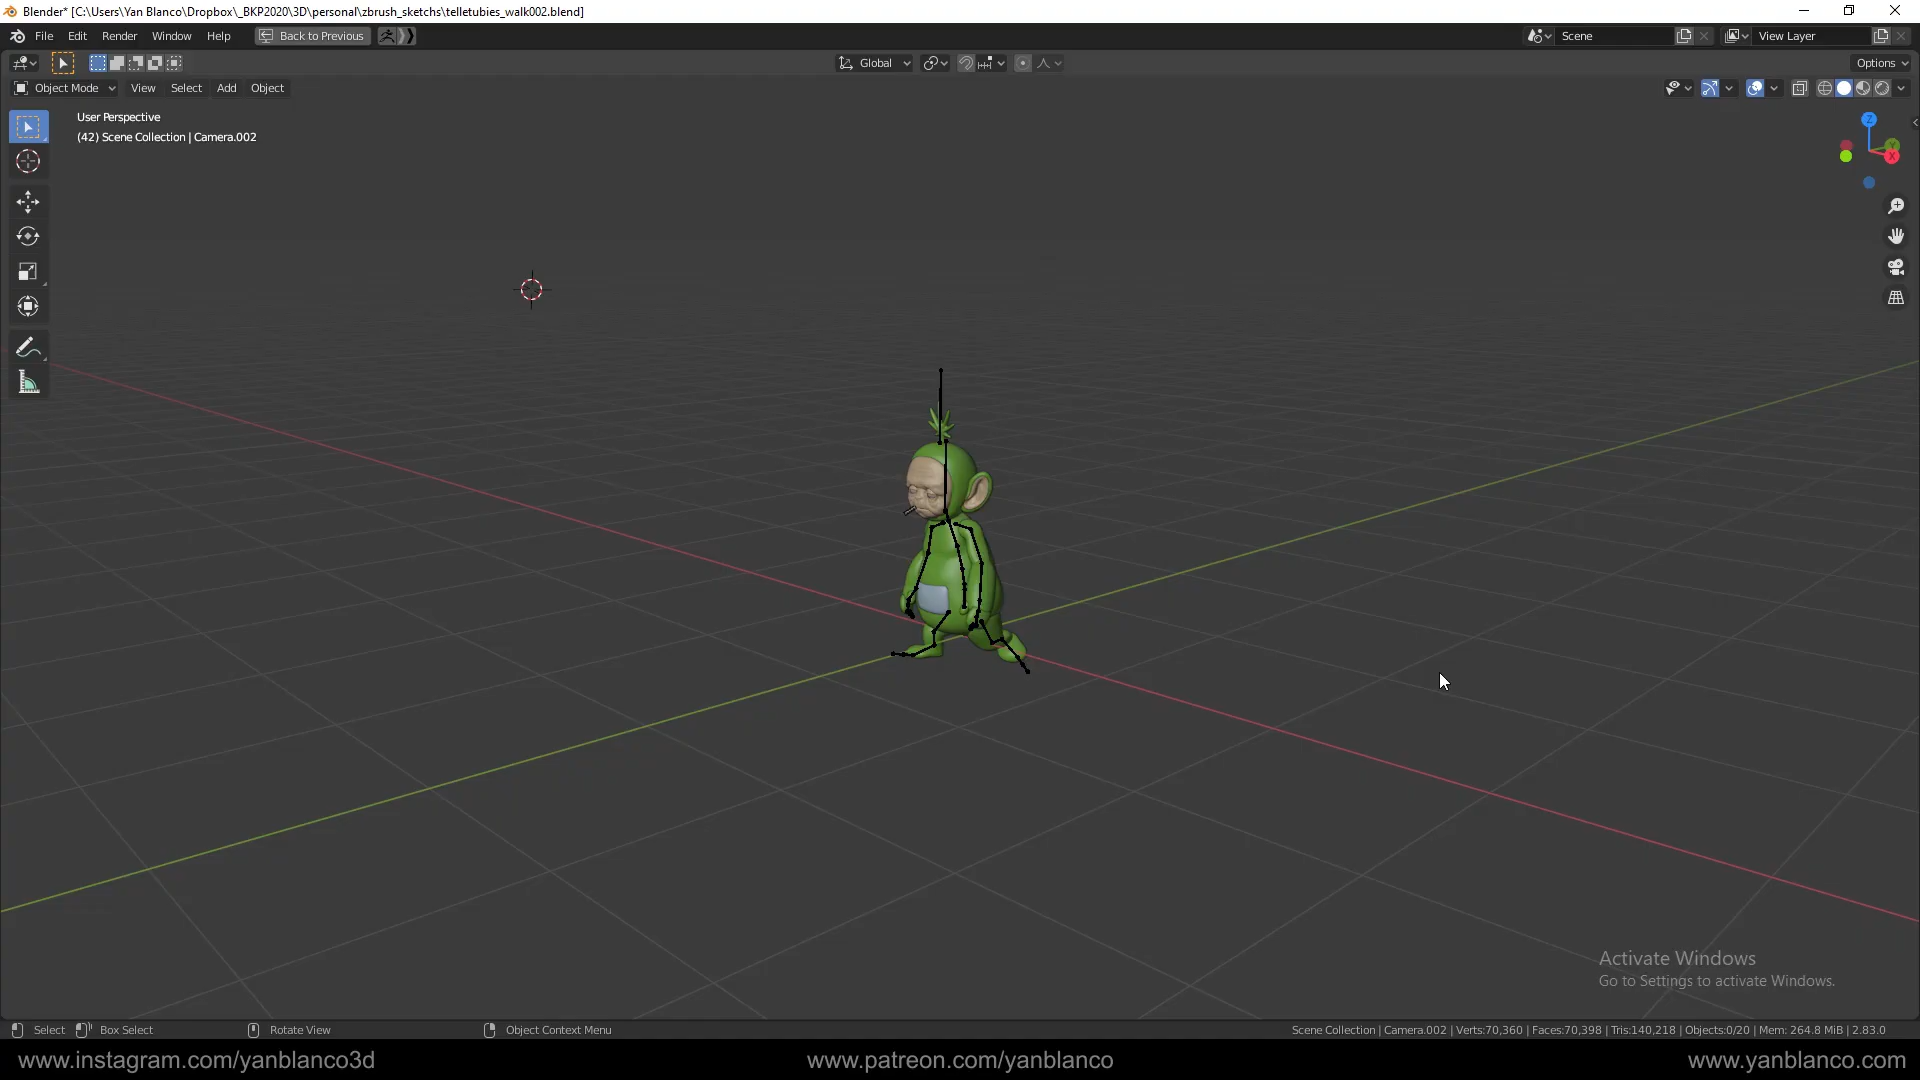 Blender* [C:\Users\Yan Blanco\Dropbox\_BKP2020\3D\personal\zbrush_sketchs\telletubies_walk002.blend]
File Edit Render Window Help Back to Previous Scene View Layer
Global Options
Object Mode View Select Add Object
User Perspective
(42) Scene Collection | Camera.002
Z
Y
X
Activate Windows
Go to Settings to activate Windows.
Select Box Select Rotate View Object Context Menu Scene Collection | Camera.002 | Verts:70,360 | Faces:70,398 | Tris:140,218 | Objects:0/20 | Mem: 264.8 MiB | 2.83.0
www.instagram.com/yanblanco3d www.patreon.com/yanblanco www.yanblanco.com